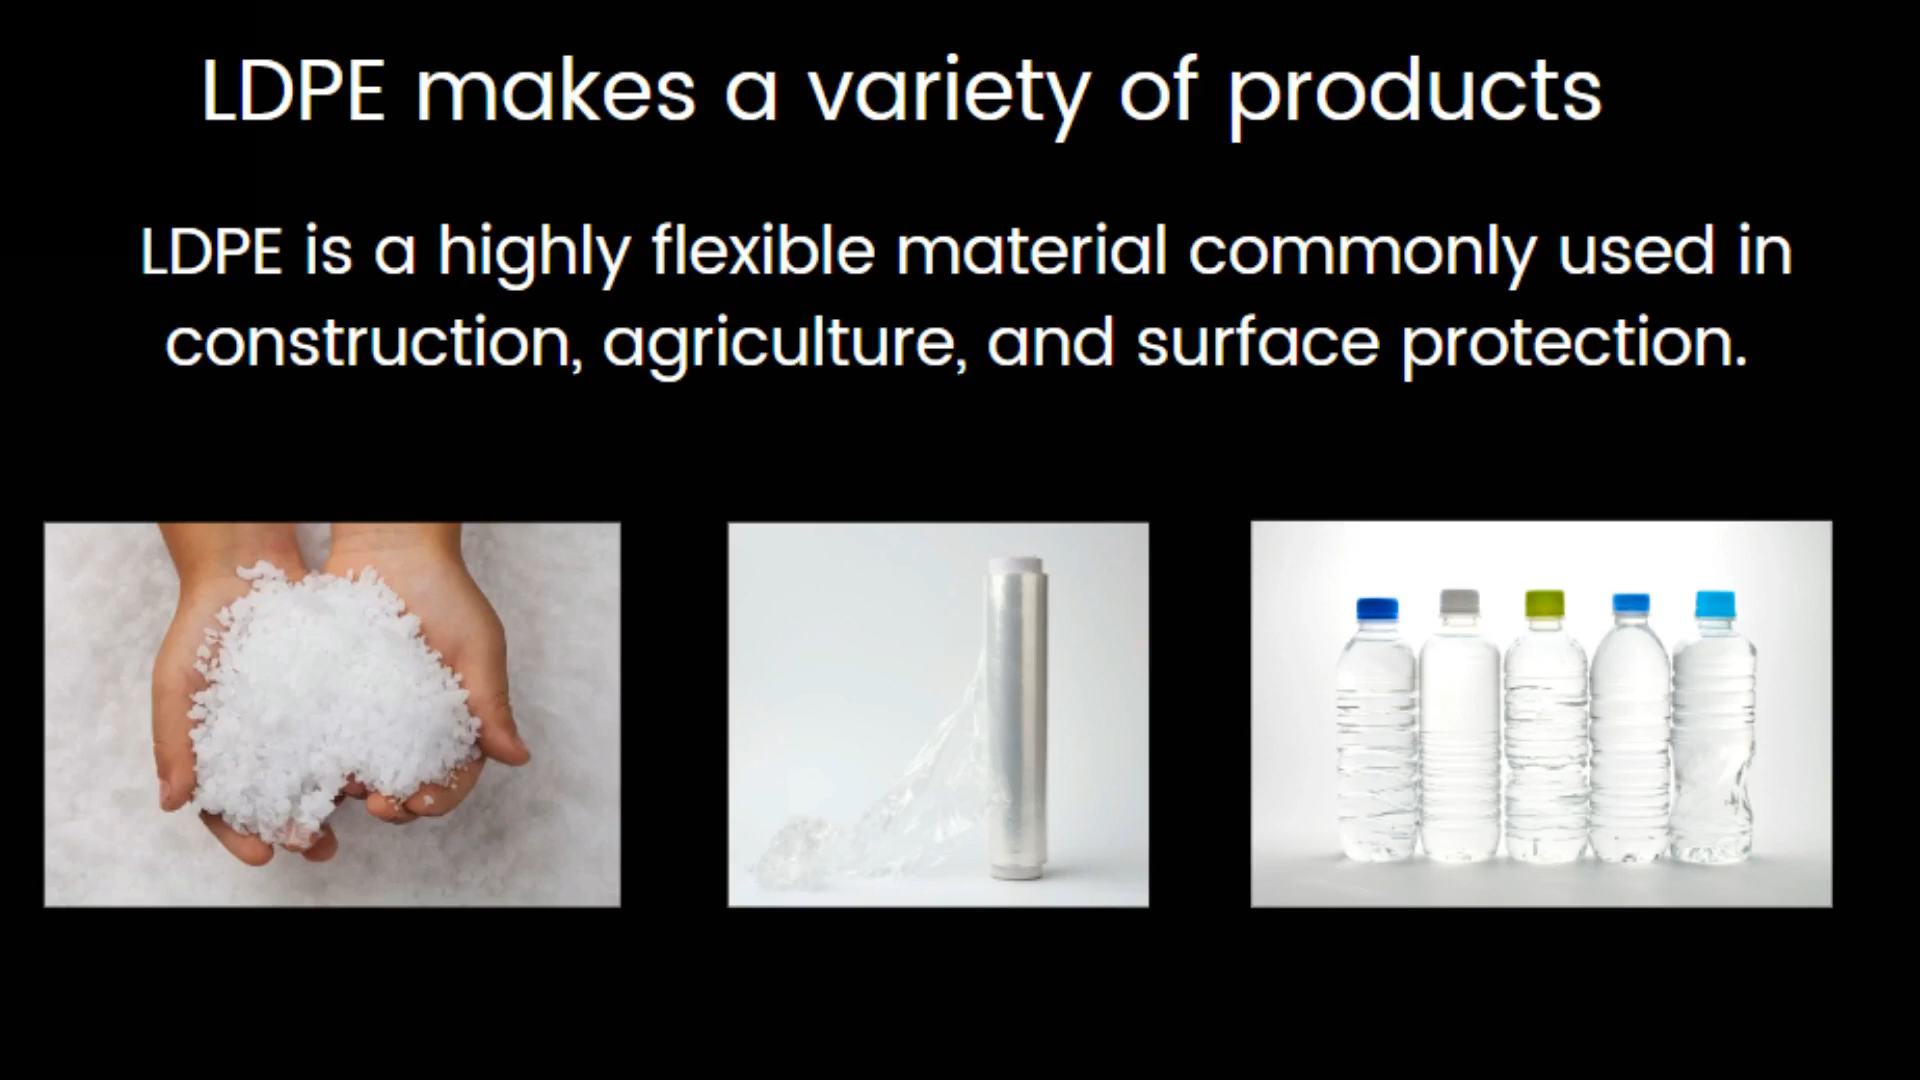 LDPE makes a variety of products
LDPE is a highly flexible material commonly used in
construction, agriculture, and surface protection.